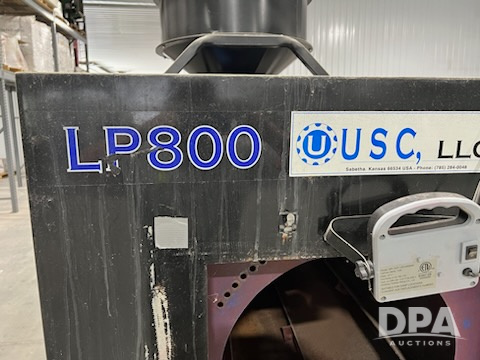 LP800
U USC, LLC
Sabetha, Kansas 66534 USA - Phone: (785) 284-0048
DPA
AUCTIONS